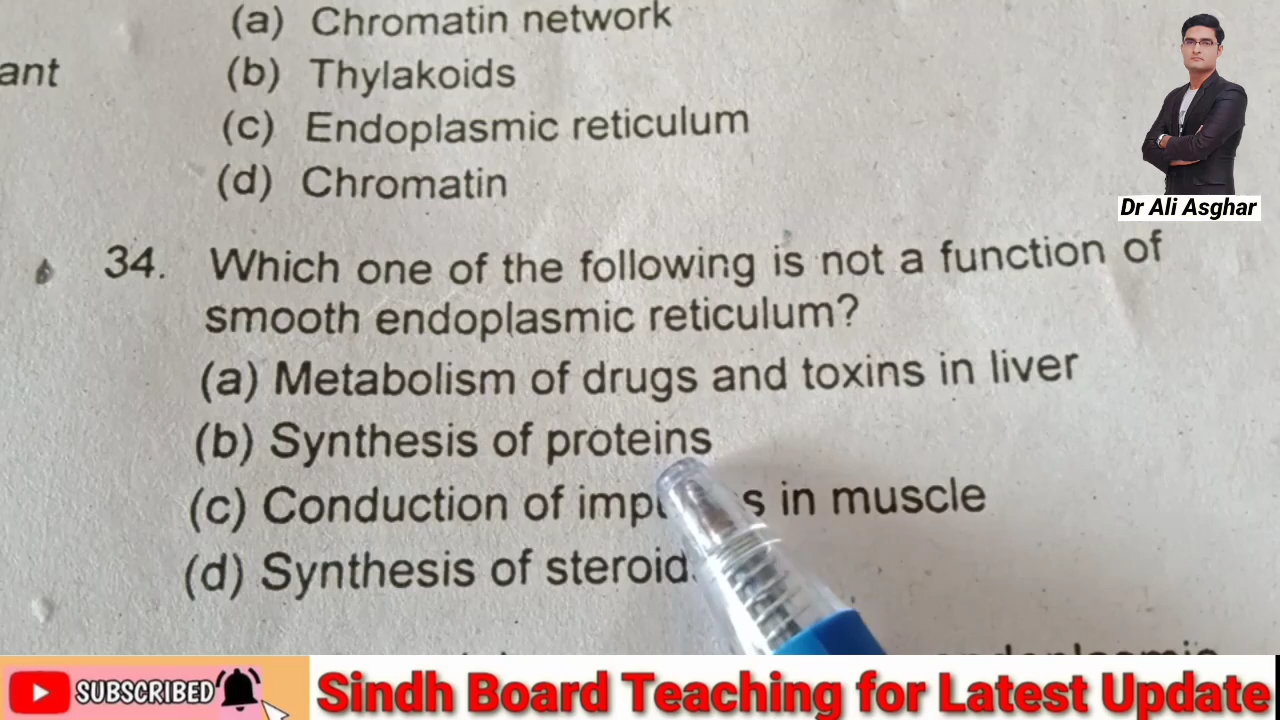 (a) Chromatin network
ant
(b) Thylakoids
(c) Endoplasmic reticulum
(d) Chromatin
Dr Ali Asghar
34. Which one of the following is not a function of
smooth endoplasmic reticulum?
(a) Metabolism of drugs and toxins in liver
(b) Synthesis of proteins
(c) Conduction of in muscle
(d) Synthesis of
SUBSCRIBED
Sindh Board Teaching for Latest Update